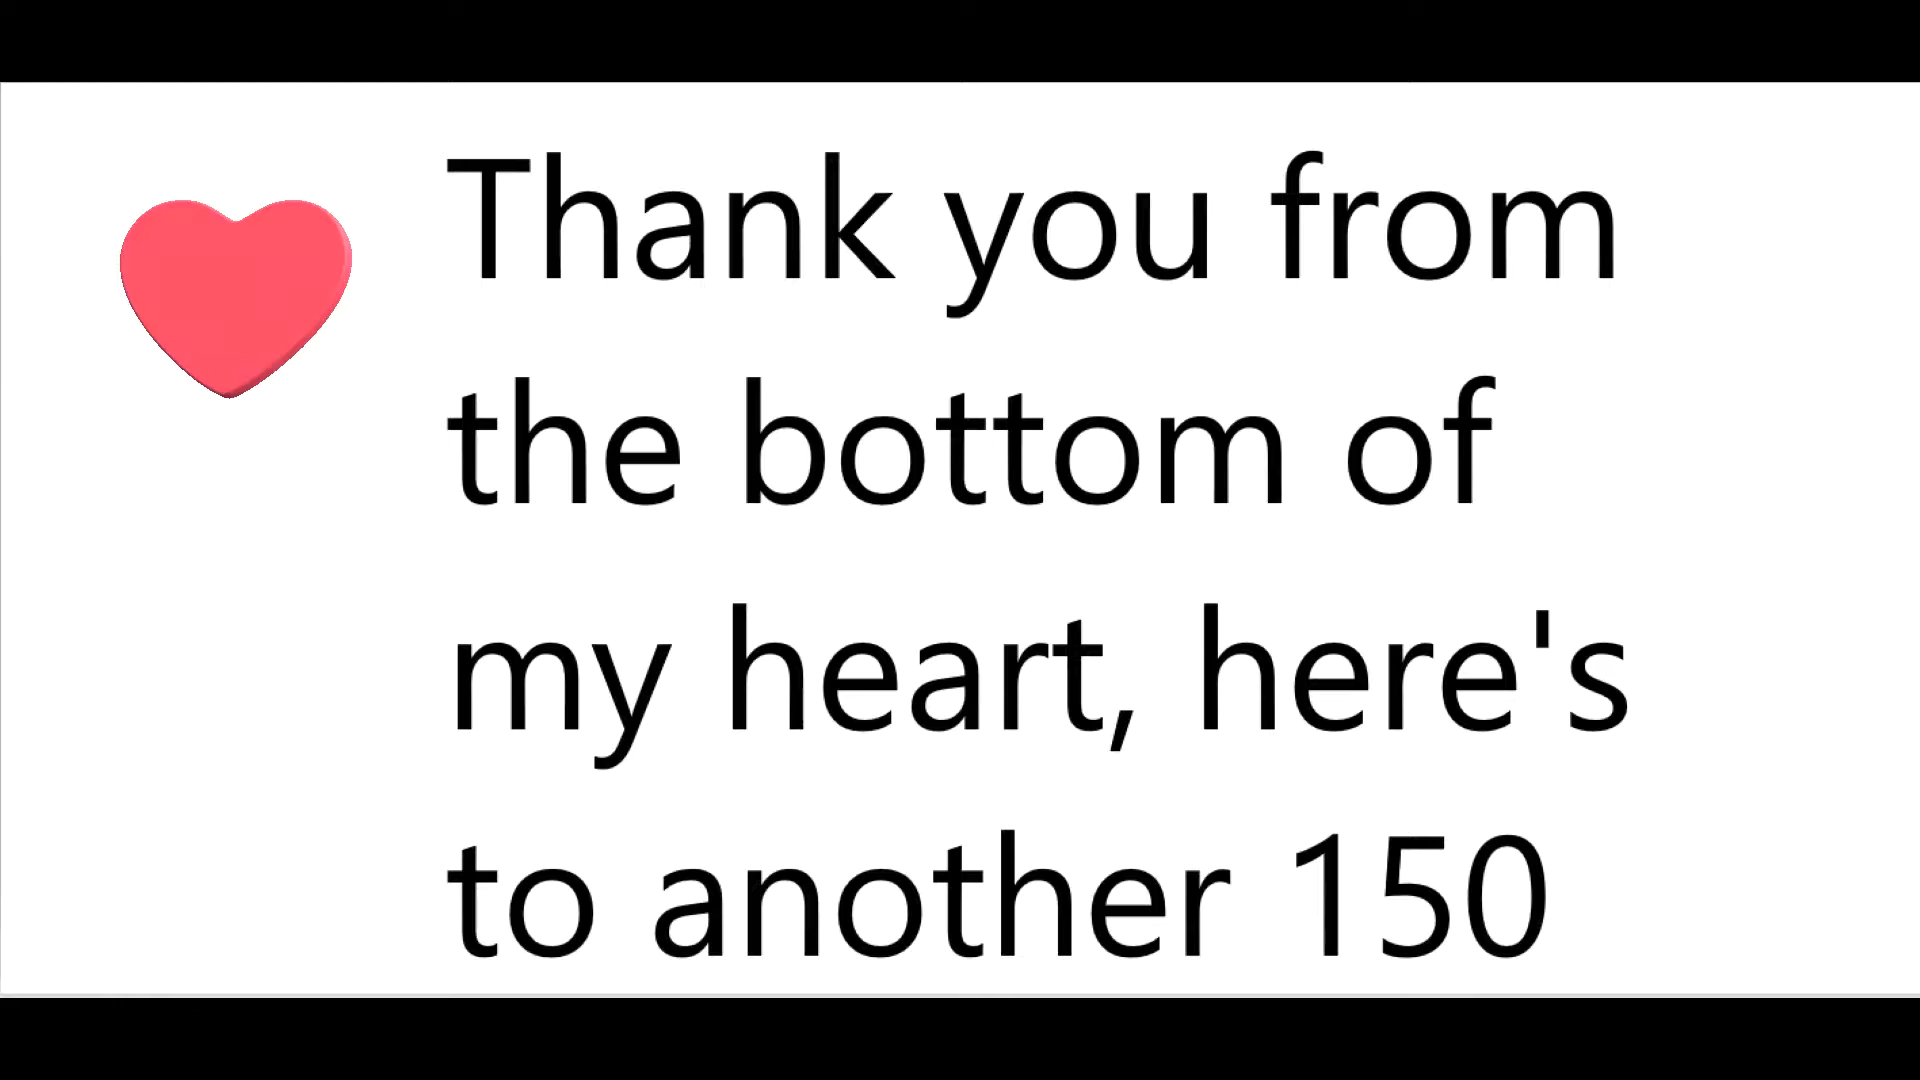 Thank you from
the bottom of
my heart, here's
to another 150